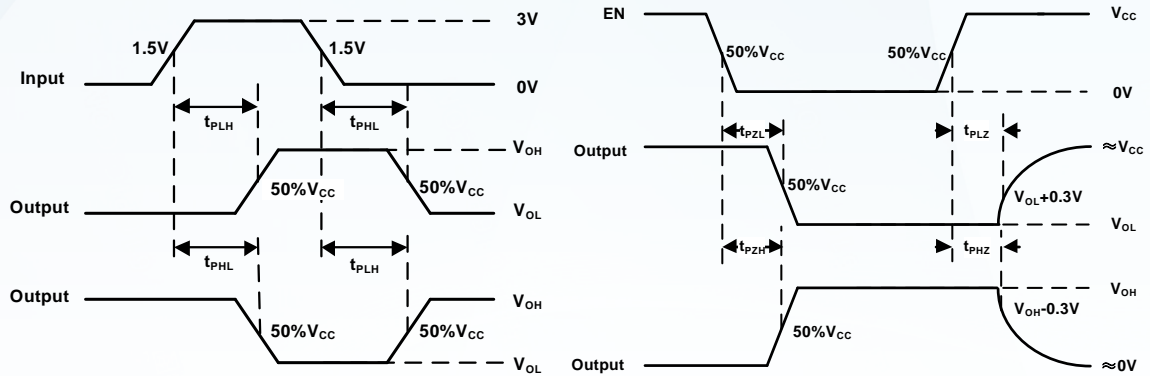 3V
1.5V 1.5V
Input
0V
tPLH tPHL
VOH
50%VCC 50%VCC
Output
VOL
tPHL tPLH
Output
VOH
50%VCC 50%VCC
VOL
EN
VCC
50%VCC 50%VCC
0V
tPZL tPLZ
Output
≈VCC
50%VCC
VOL+0.3V
VOL
tPZH tPHZ
VOH
VOH-0.3V
50%VCC
Output
≈0V